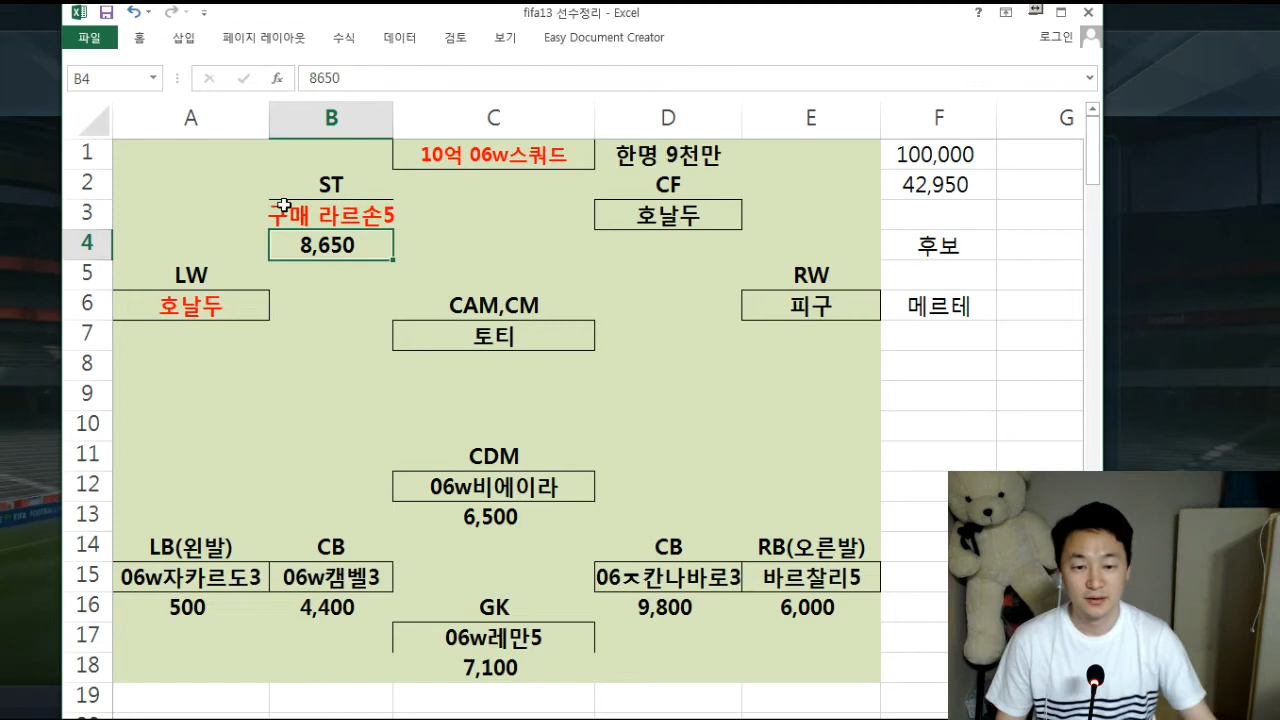 fifa13 선수정리 - Excel
파일 홈 삽입 페이지 레이아웃 수식 데이터 검토 보기 Easy Document Creator 로그인
B4 fx 8650
A B C D E F G
1 10억 06w스쿼드 한명 9천만 100,000
2 ST CF 42,950
3 구매 라르손5 호날두
4 8,650 후보
5 LW RW
6 호날두 CAM,CM 피구 메르테
7 토티
8
9
10
11 CDM
12 06w비에이라
13 6,500
14 LB(왼발) CB CB RB(오른발)
15 06w자카르도3 06w캠벨3 06ㅈ칸나바로3 바르찰리5
16 500 4,400 GK 9,800 6,000
17 06w레만5
18 7,100
19